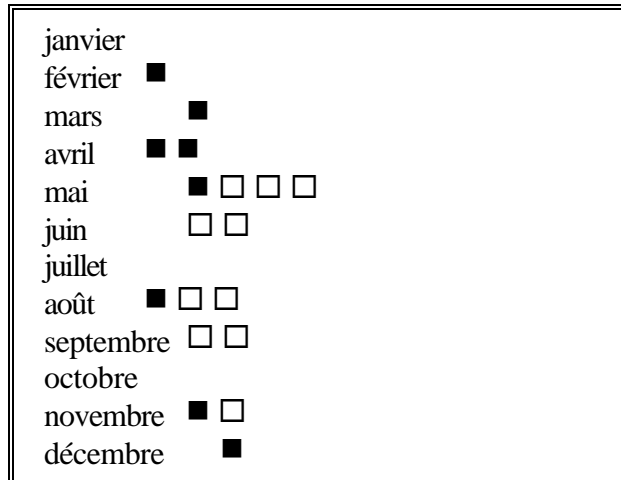 janvier
février ■
mars ■
avril ■ ■
mai ■ □ □ □
juin □ □
juillet
août ■ □ □
septembre □ □
octobre
novembre ■ □
décembre ■